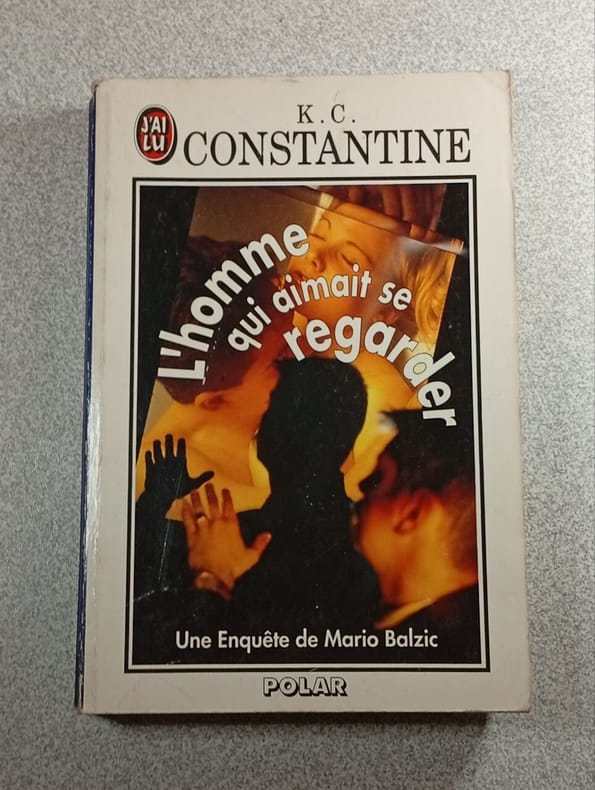 J'AI
LU
K. C.
CONSTANTINE
L'homme
qui aimait se
regarder
Une Enquête de Mario Balzic
POLAR